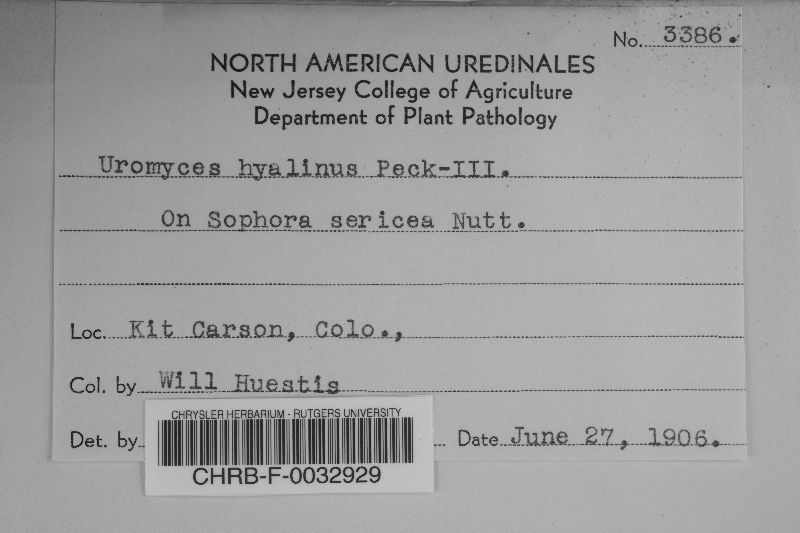 No. 3386.
NORTH AMERICAN UREDINALES
New Jersey College of Agriculture
Department of Plant Pathology
Uromyces hyalinus Peck-III.
On Sophora sericea Nutt.
Loc. Kit Carson, Colo.,
Col. by Will Huestis
Det. by Date June 27, 1906.
CHRYSLER HERBARIUM - RUTGERS UNIVERSITY
CHRB-F-0032929